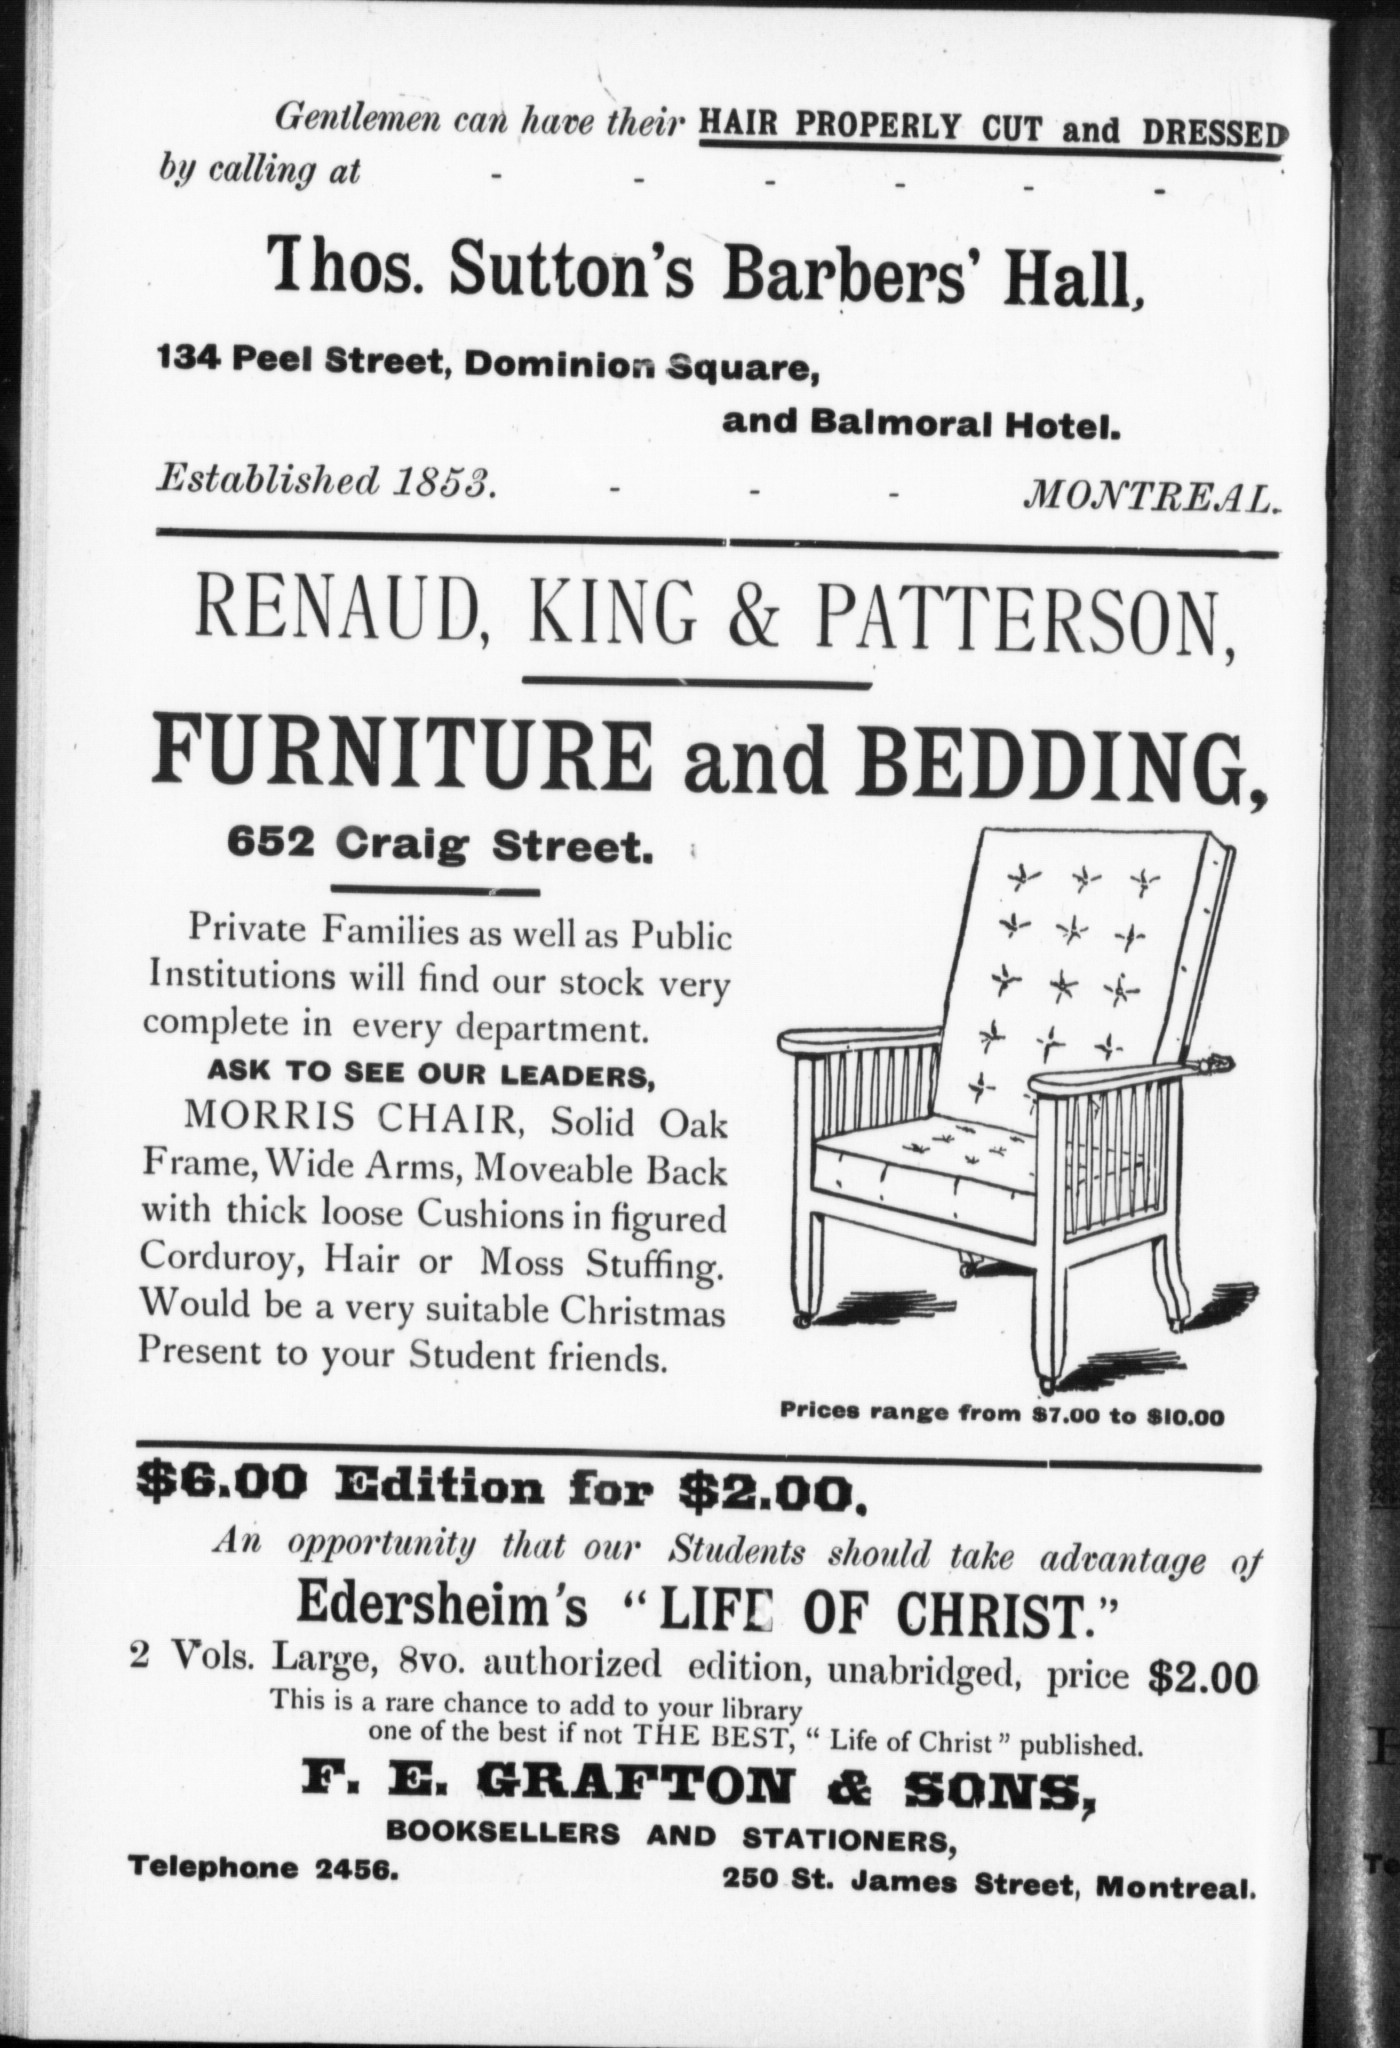 Gentlemen can have their HAIR PROPERLY CUT and DRESSED
by calling at - - - - - -
Thos. Sutton's Barbers' Hall,
134 Peel Street, Dominion Square,
and Balmoral Hotel.
Established 1853. - - - MONTREAL.
RENAUD, KING & PATTERSON,
FURNITURE and BEDDING,
652 Craig Street.
Private Families as well as Public
Institutions will find our stock very
complete in every department.
ASK TO SEE OUR LEADERS,
MORRIS CHAIR, Solid Oak
Frame, Wide Arms, Moveable Back
with thick loose Cushions in figured
Corduroy, Hair or Moss Stuffing.
Would be a very suitable Christmas
Present to your Student friends.
Prices range from $7.00 to $10.00
$6.00 Edition for $2.00.
An opportunity that our Students should take advantage of
Edersheim's "LIFE OF CHRIST."
2 Vols. Large, 8vo. authorized edition, unabridged, price $2.00
This is a rare chance to add to your library
one of the best if not THE BEST, "Life of Christ" published.
F. E. GRAFTON & SONS,
BOOKSELLERS AND STATIONERS,
Telephone 2456. 250 St. James Street, Montreal.